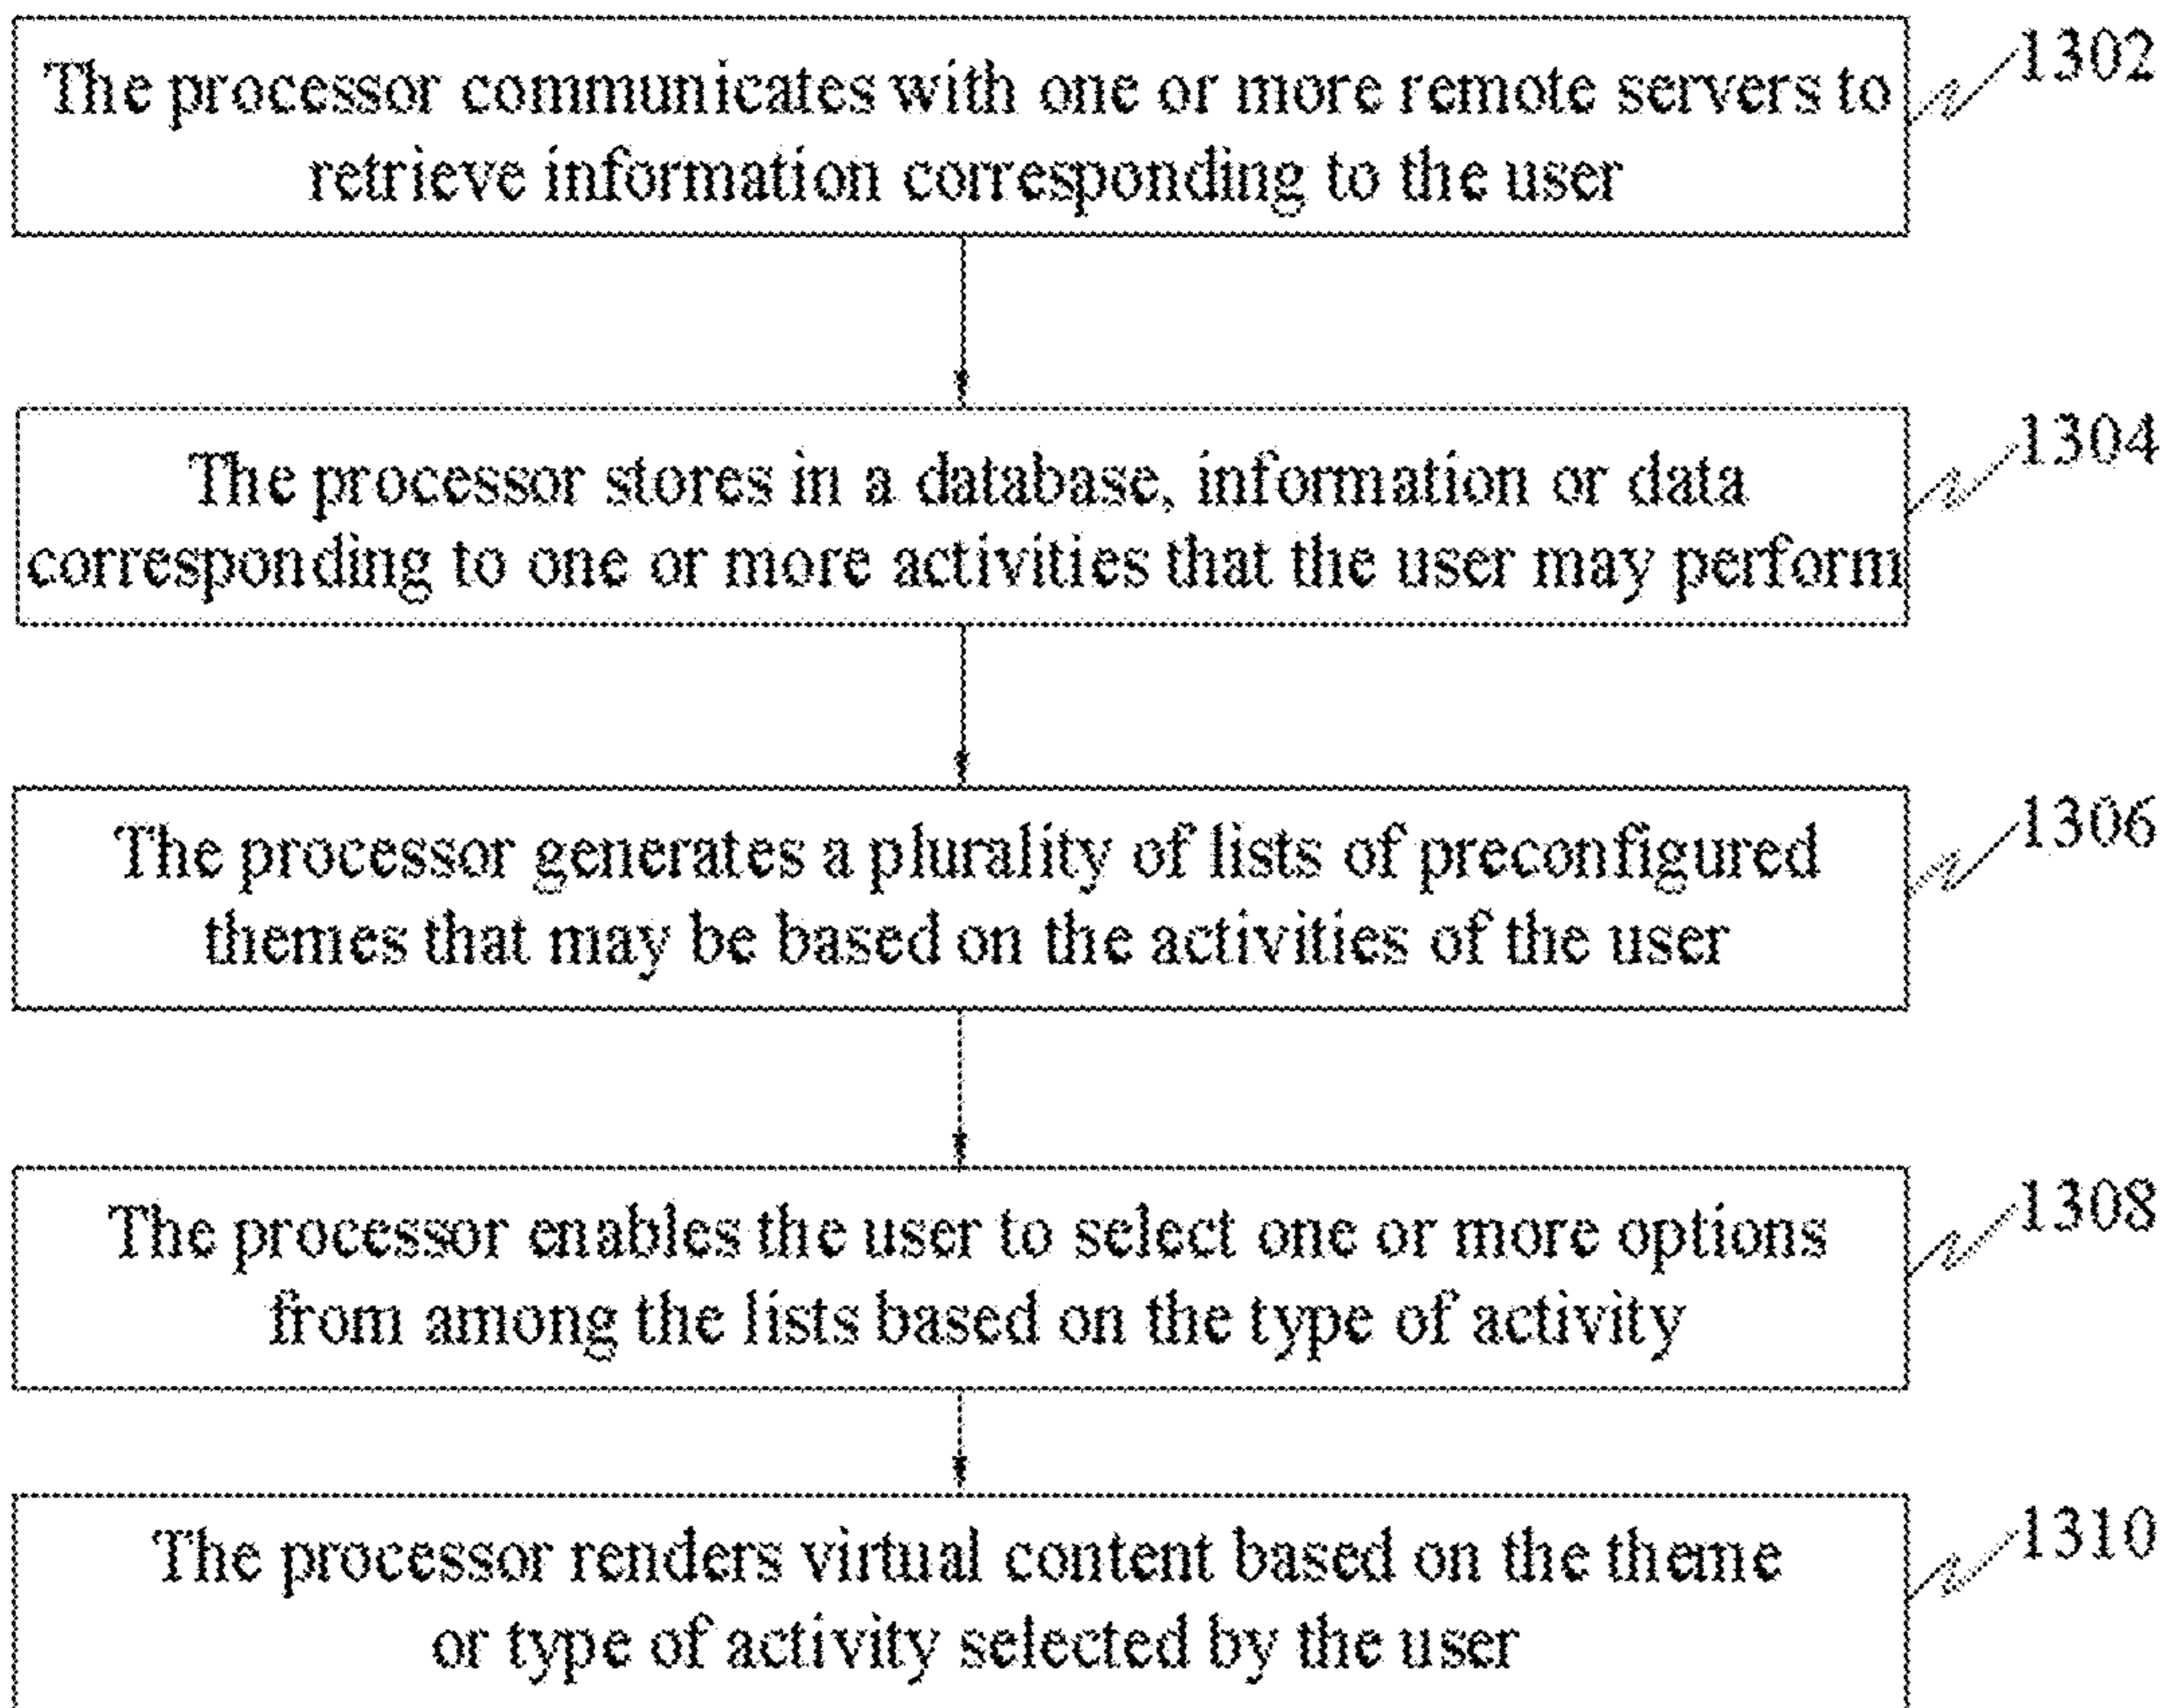 The processor communicates with one or more remote servers to
retrieve information corresponding to the user
1302
The processor stores in a database, information or data
corresponding to one or more activities that the user may perform
1304
The processor generates a plurality of lists of preconfigured
themes that may be based on the activities of the user
1306
The processor enables the user to select one or more options
from among the lists based on the type of activity
1308
The processor renders virtual content based on the theme
or type of activity selected by the user
1310